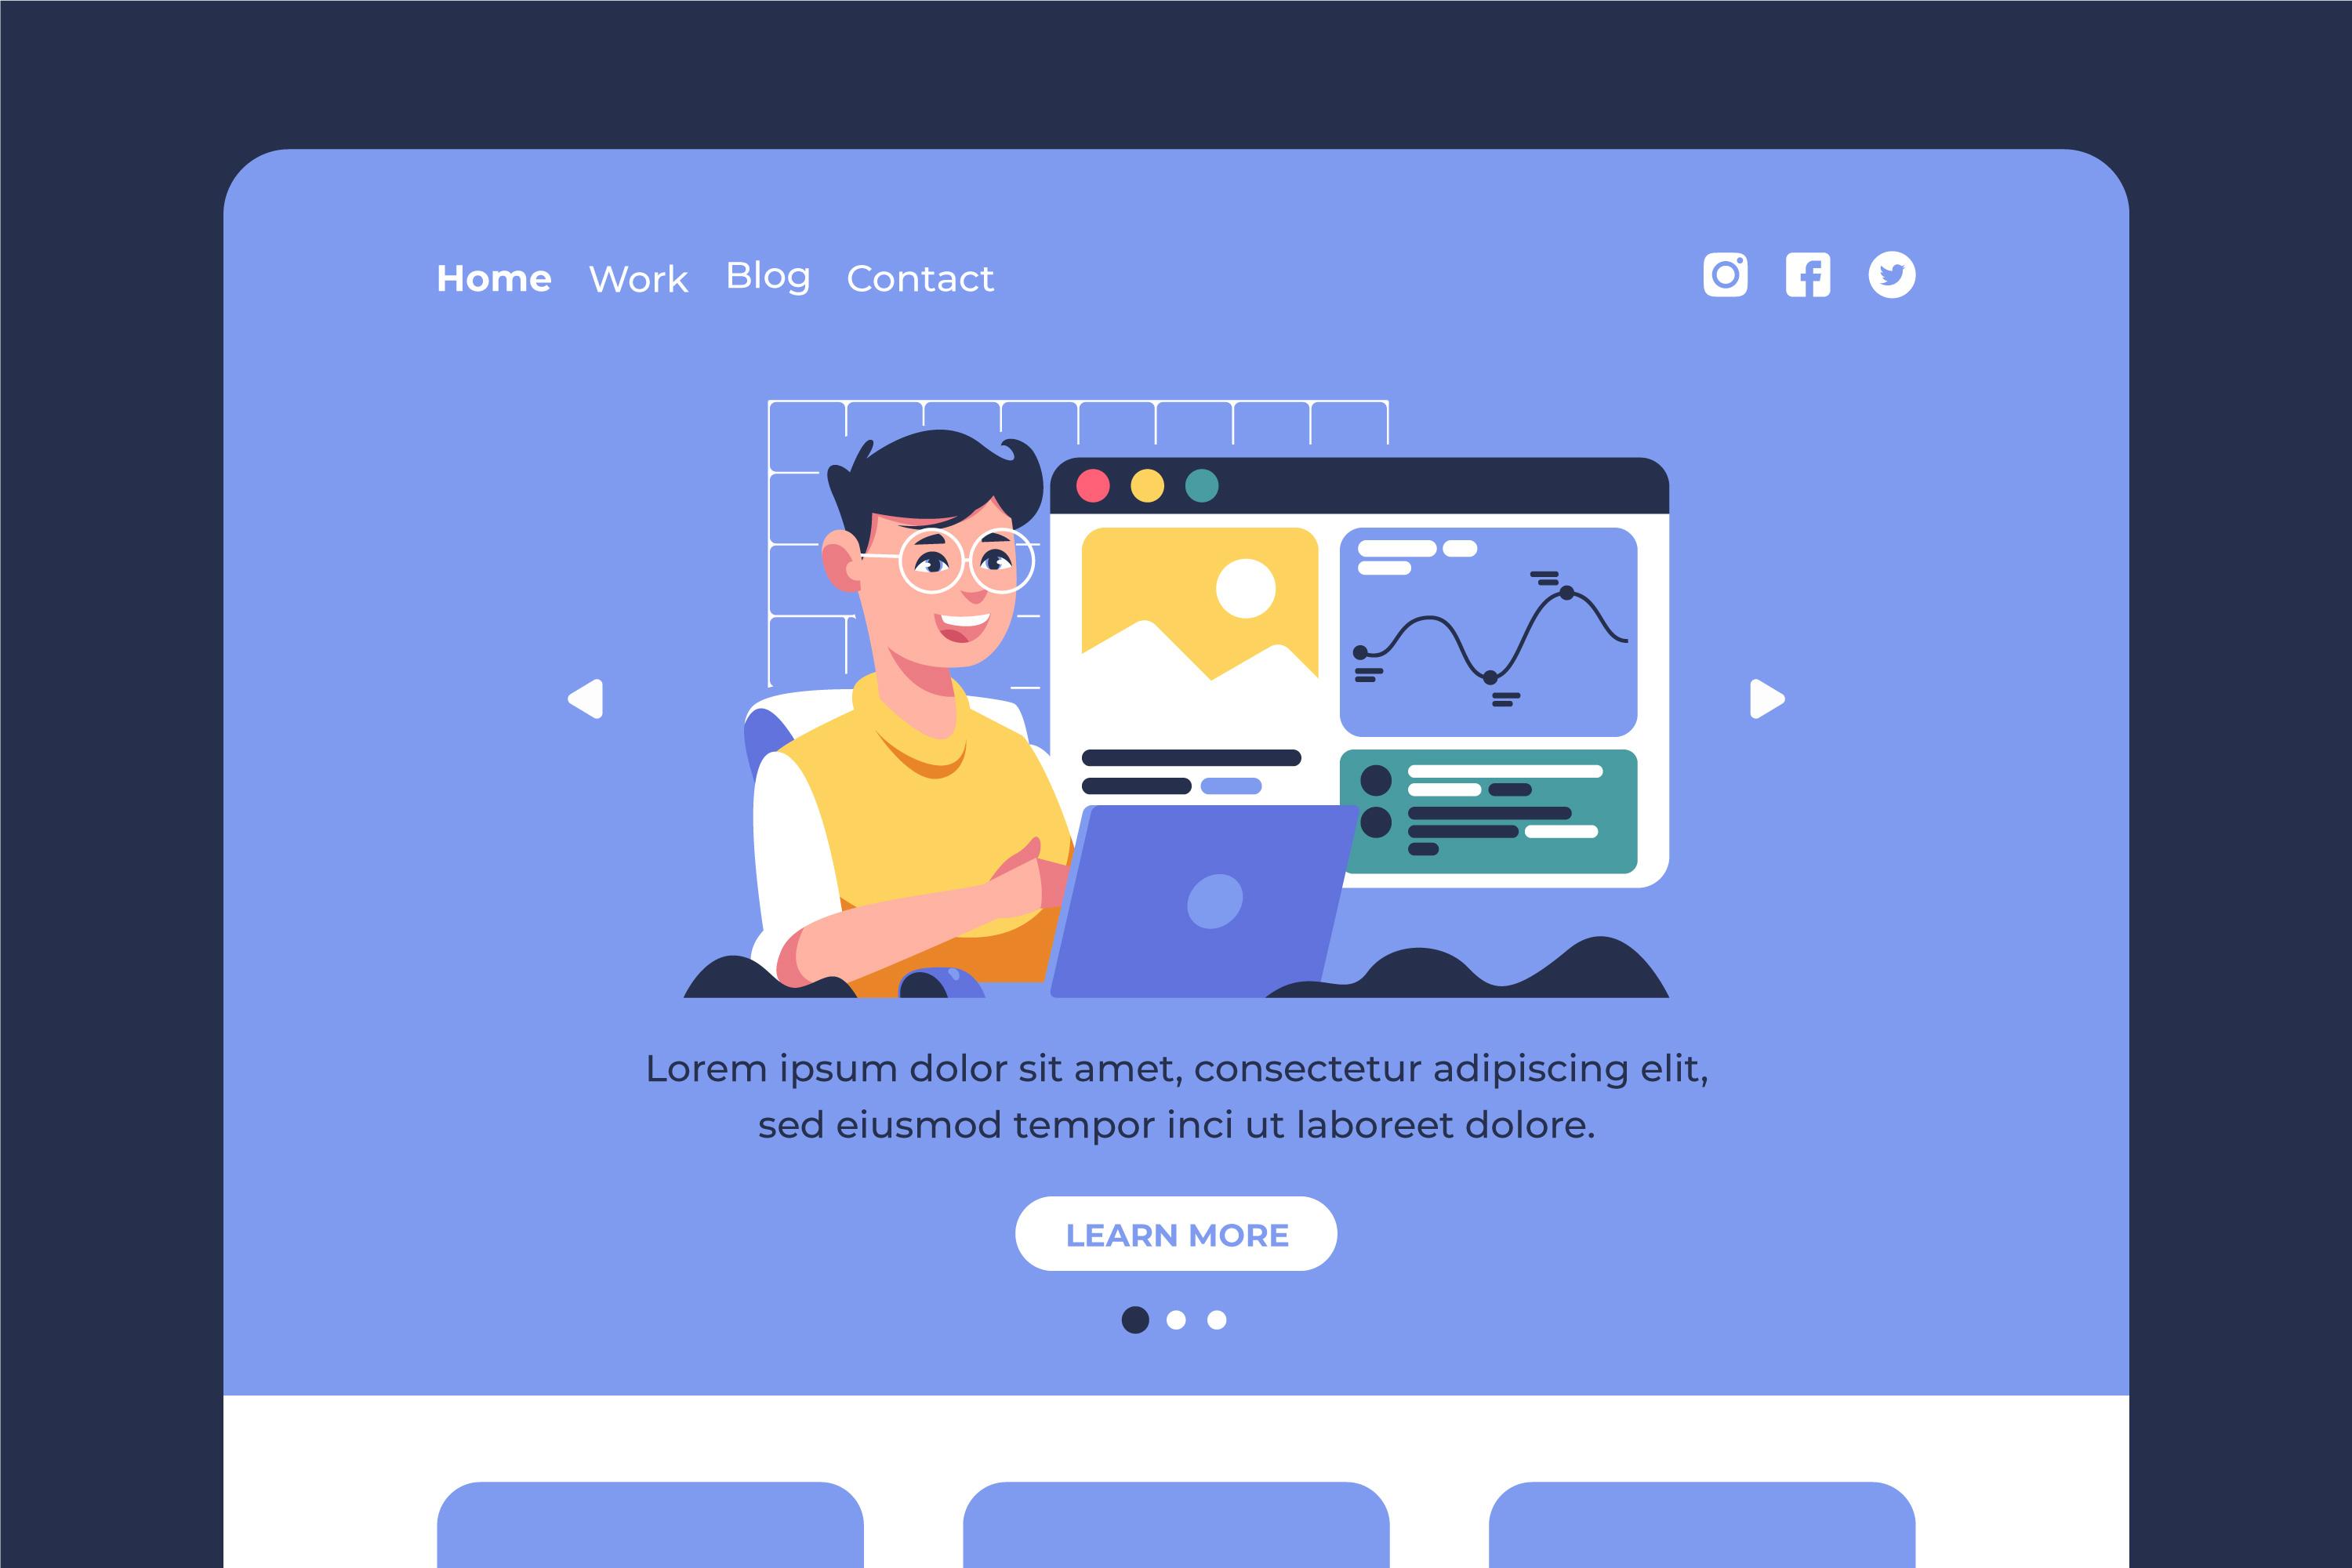 Home Work Blog Contact
Lorem ipsum dolor sit amet, consectetur adipiscing elit,
sed eiusmod tempor inci ut laboreet dolore.
LEARN MORE